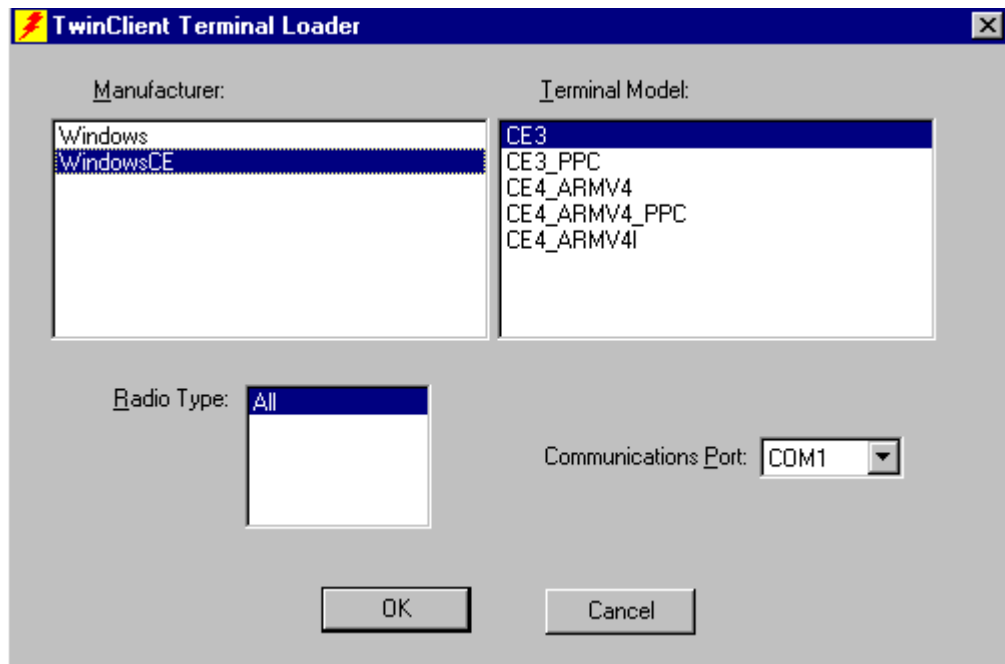 TwinClient Terminal Loader
Manufacturer: Terminal Model:
Windows
WindowsCE
CE3
CE3_PPC
CE4_ARMV4
CE4_ARMV4_PPC
CE4_ARMV4I
Radio Type: All
Communications Port: COM1
OK Cancel